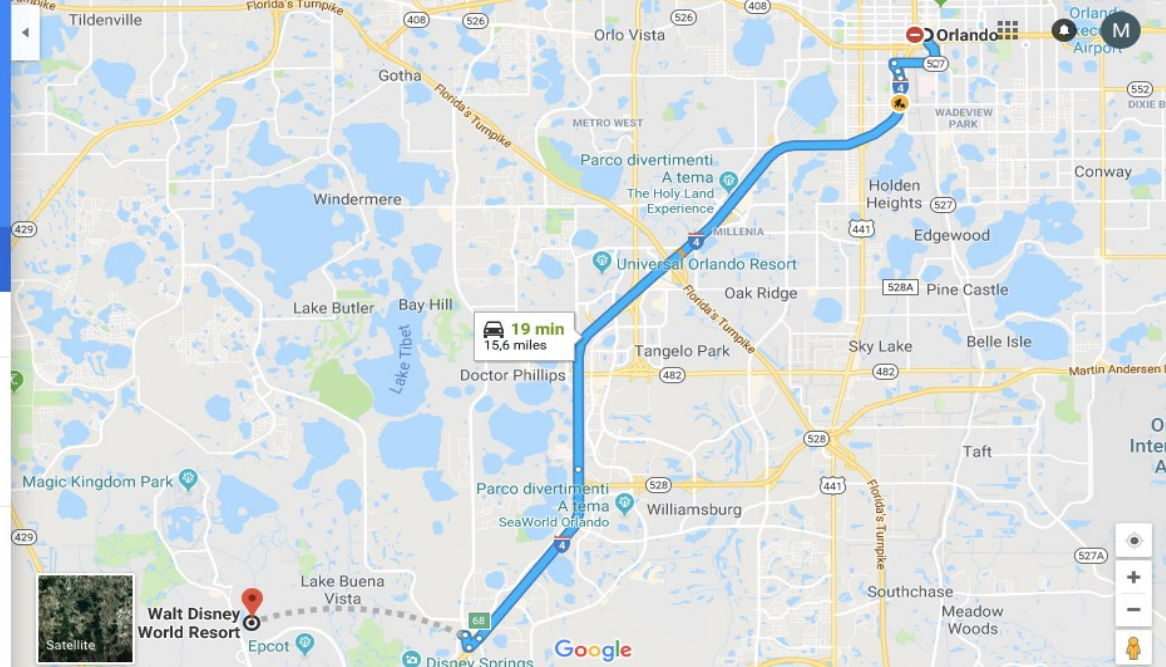 Tildenville
Florida's Turnpike
408
526
526
408
Orlo Vista
Orlando
M
Orlando
Airport
527
Gotha
Florida's Turnpike
4
552
METRO WEST
WADEVIEW
PARK
Parco divertimenti
A tema
The Holy Land
Experience
Conway
Windermere
Holden
Heights
527
429
441
MILLENIA
4
Edgewood
Universal Orlando Resort
528A
Pine Castle
Oak Ridge
Lake Butler
Bay Hill
Florida's Turnpike
19 min
15,6 miles
Lake Tibet
Tangelo Park
Sky Lake
Belle Isle
Doctor Phillips
482
482
Martin Andersen
528
Taft
Magic Kingdom Park
528
441
Parco divertimenti
A tema
SeaWorld Orlando
Williamsburg
Florida's Turnpike
429
4
527A
Lake Buena
Vista
Southchase
Meadow
Woods
Walt Disney
World Resort
68
Satellite
Epcot
Disney Springs
Google